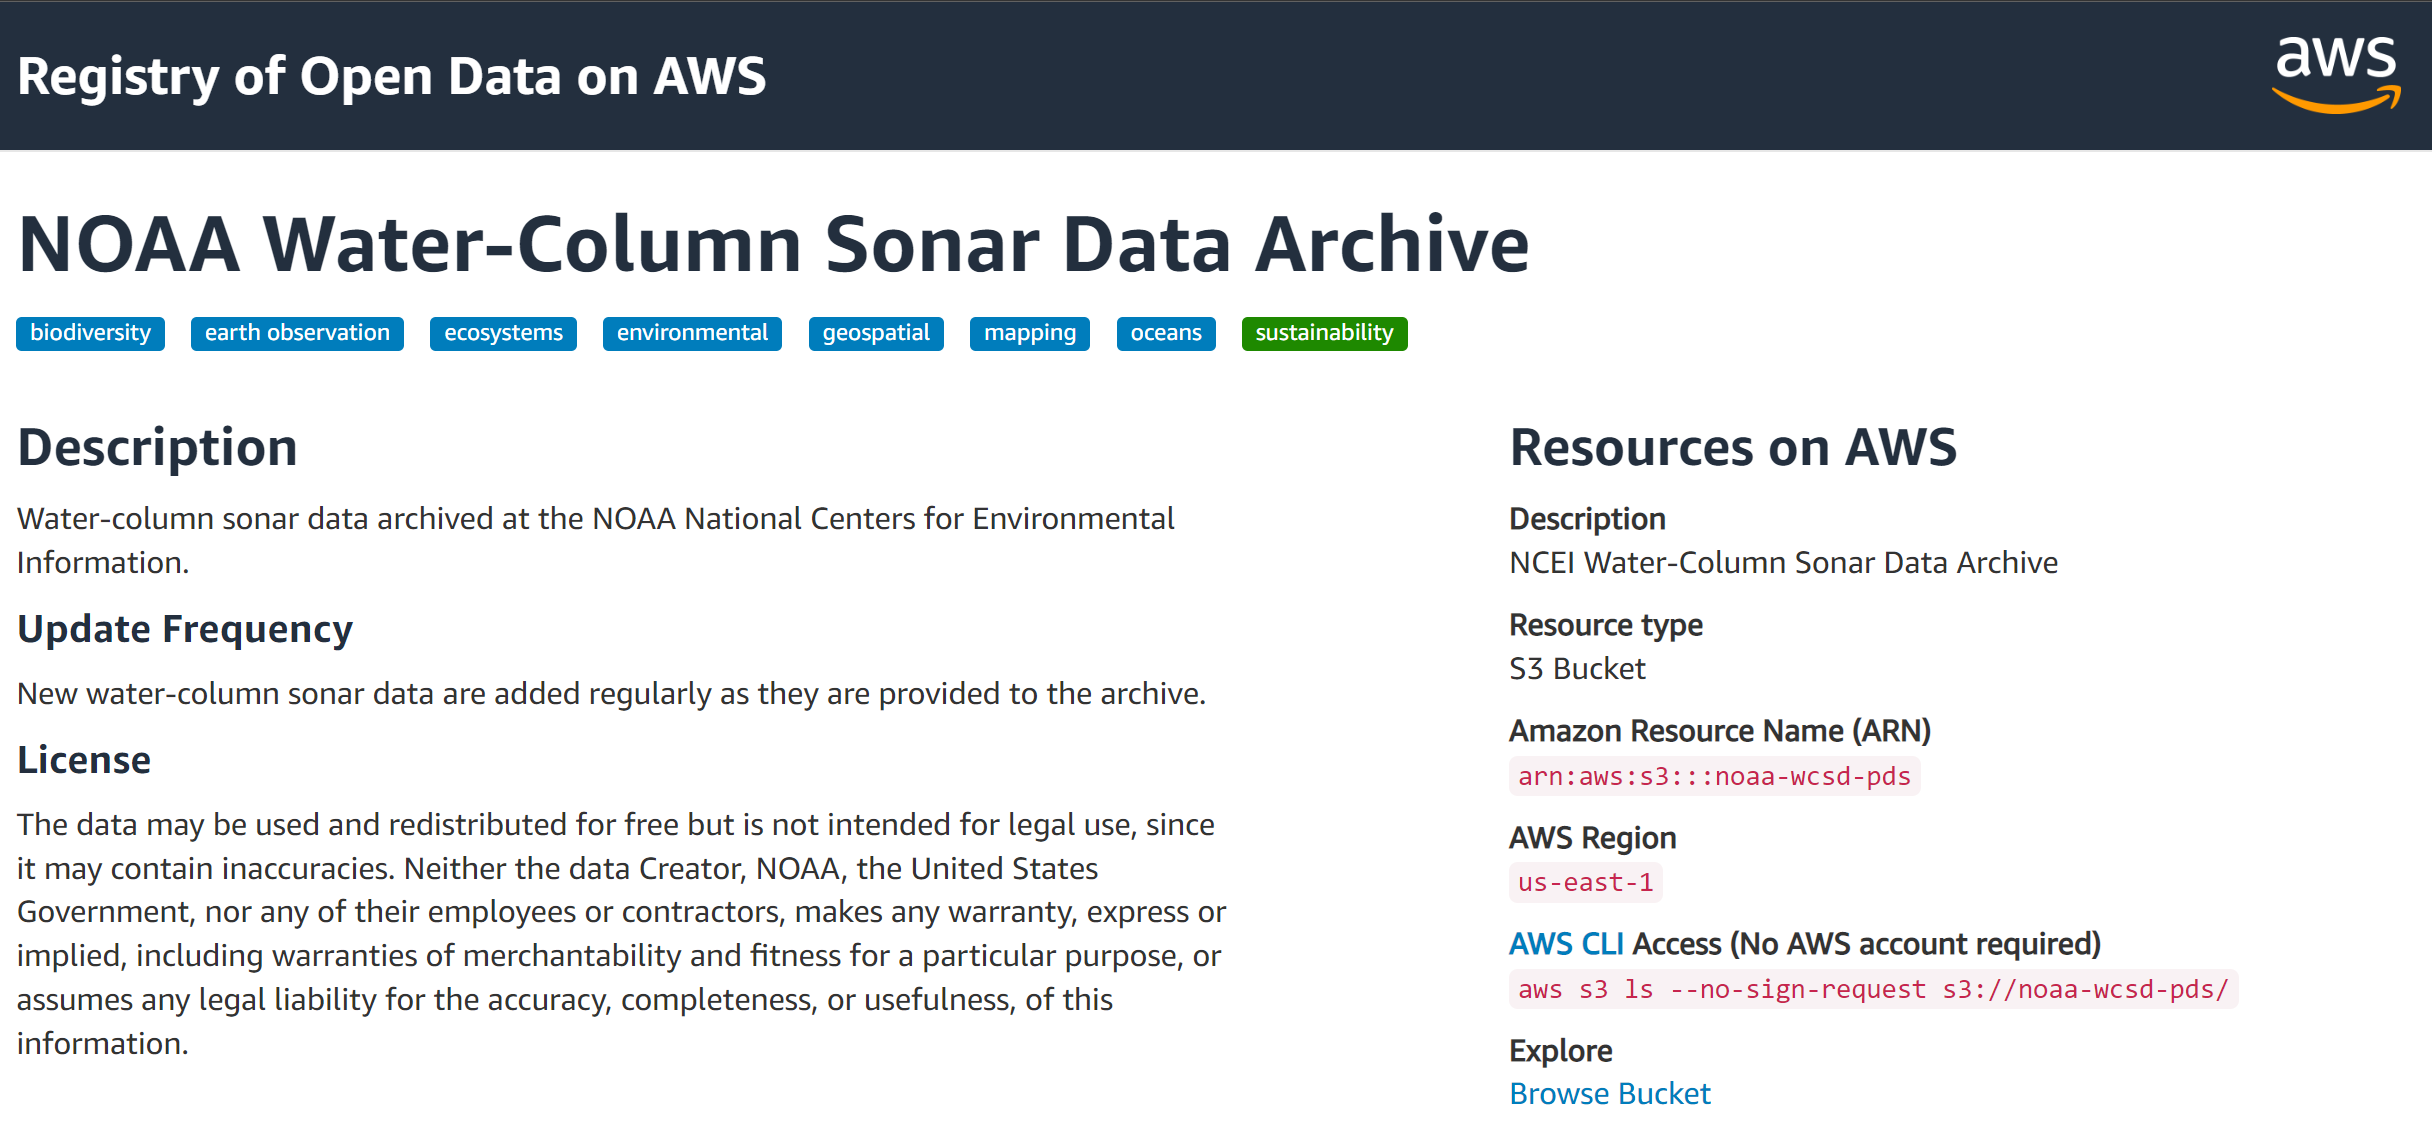 Registry of Open Data on AWS
aws
NOAA Water-Column Sonar Data Archive
biodiversity earth observation ecosystems environmental geospatial mapping oceans sustainability
Description
Water-column sonar data archived at the NOAA National Centers for Environmental
Information.
Update Frequency
New water-column sonar data are added regularly as they are provided to the archive.
License
The data may be used and redistributed for free but is not intended for legal use, since
it may contain inaccuracies. Neither the data Creator, NOAA, the United States
Government, nor any of their employees or contractors, makes any warranty, express or
implied, including warranties of merchantability and fitness for a particular purpose, or
assumes any legal liability for the accuracy, completeness, or usefulness, of this
information.
Resources on AWS
Description
NCEI Water-Column Sonar Data Archive
Resource type
S3 Bucket
Amazon Resource Name (ARN)
arn:aws:s3:::noaa-wcsd-pds
AWS Region
us-east-1
AWS CLI Access (No AWS account required)
aws s3 ls --no-sign-request s3://noaa-wcsd-pds/
Explore
Browse Bucket